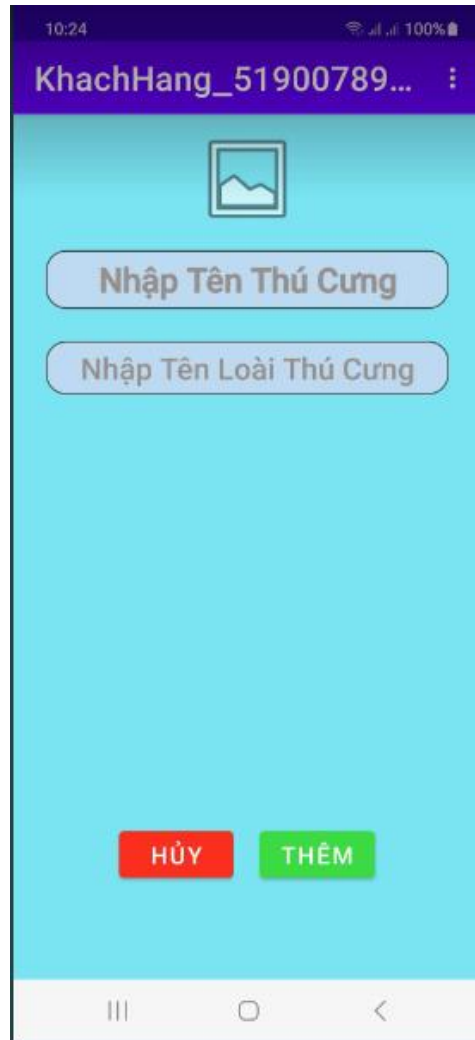 10:24 100%
KhachHang_51900789...
Nhập Tên Thú Cưng
Nhập Tên Loài Thú Cưng
HỦY THÊM